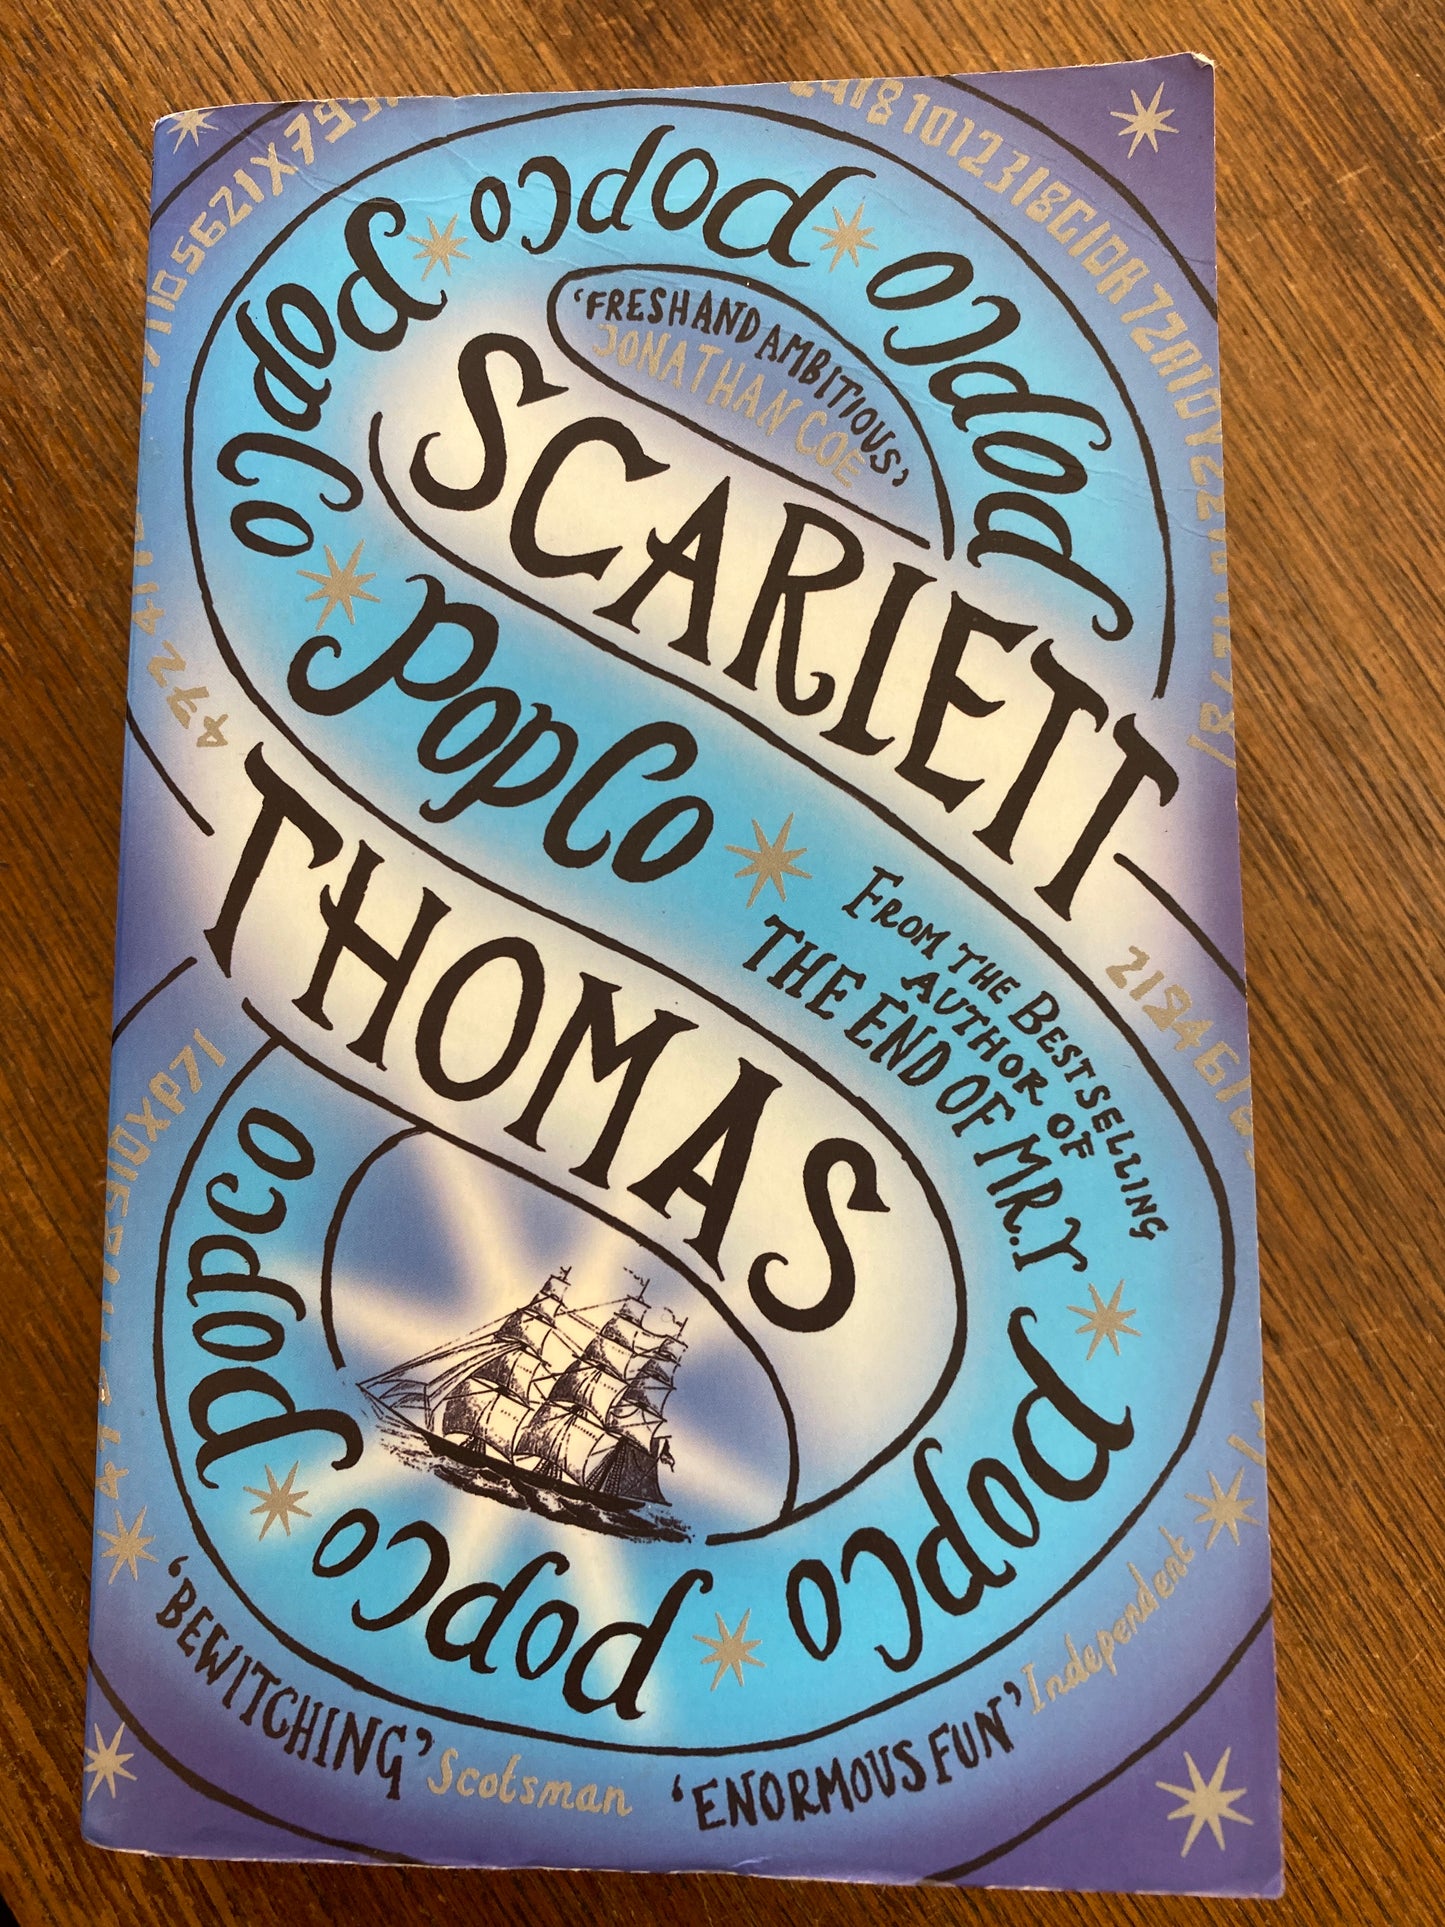 popco
popco
popco
'FRESH AND AMBITIOUS'
JONATHAN COE
SCARLETT
PopCo
THOMAS
FROM THE BESTSELLING
AUTHOR OF
THE END OF MR. Y
popco
popco
popco
'BEWITCHING' Scotsman
'ENORMOUS FUN' Independent